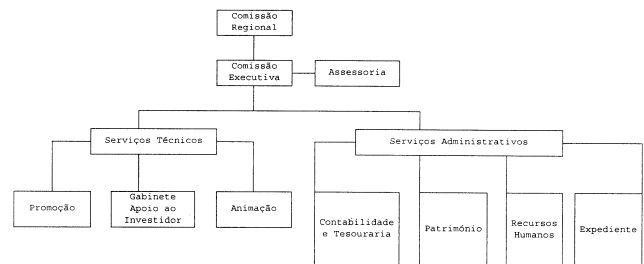 Comissão
Regional
Comissão
Executiva
Assessoria
Serviços Técnicos
Serviços Administrativos
Promoção
Gabinete
Apoio ao
Investidor
Animação
Contabilidade
e Tesouraria
Património
Recursos
Humanos
Expediente